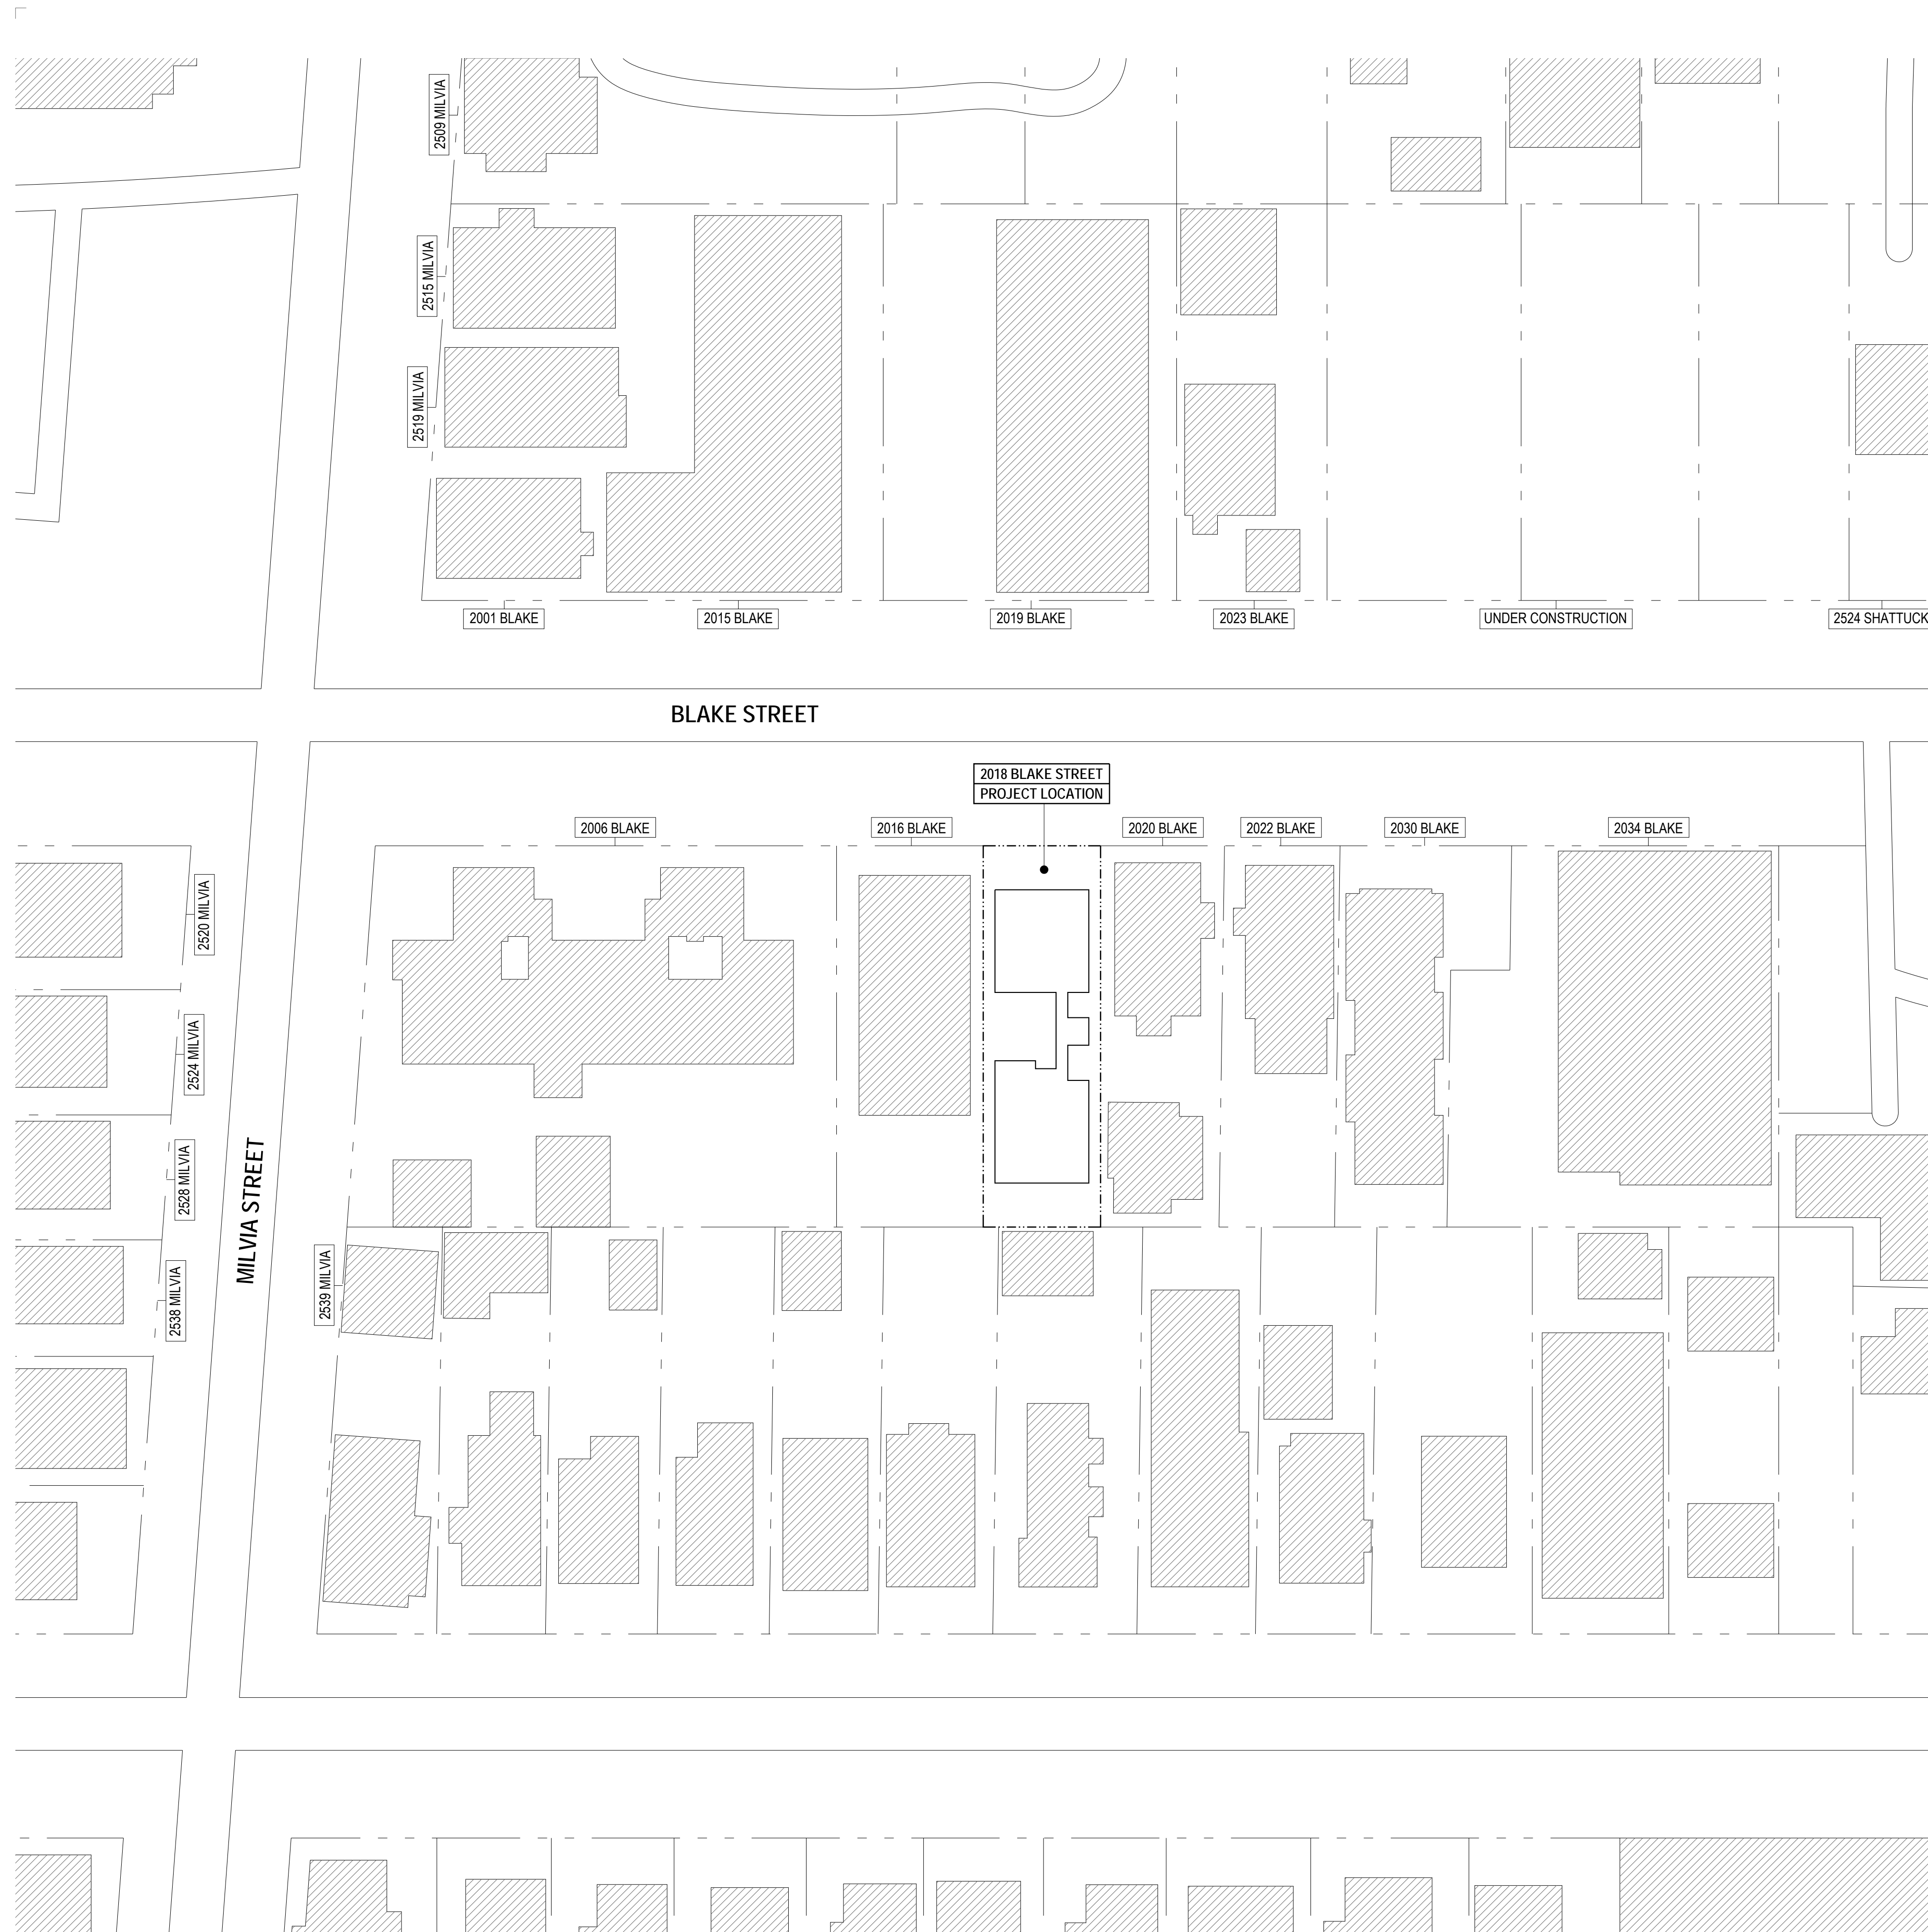 2509 MILVIA
2515 MILVIA
2519 MILVIA
2001 BLAKE
2015 BLAKE
2019 BLAKE
2023 BLAKE
UNDER CONSTRUCTION
2524 SHATTUCK
BLAKE STREET
2018 BLAKE STREET
PROJECT LOCATION
2006 BLAKE
2016 BLAKE
2020 BLAKE
2022 BLAKE
2030 BLAKE
2034 BLAKE
2520 MILVIA
2524 MILVIA
2528 MILVIA
2538 MILVIA
MILVIA STREET
2539 MILVIA